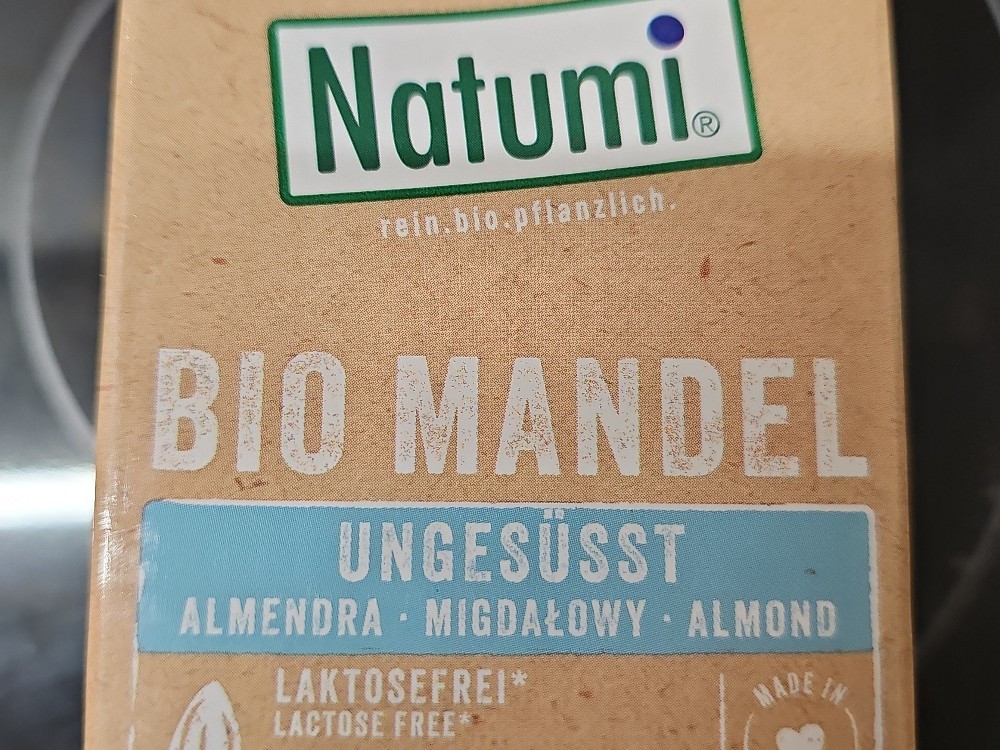 Natumi®
rein.bio.pflanzlich.
BIO MANDEL
UNGESÜSST
ALMENDRA · MIGDAŁOWY · ALMOND
LAKTOSEFREI*
LACTOSE FREE*
MADE IN